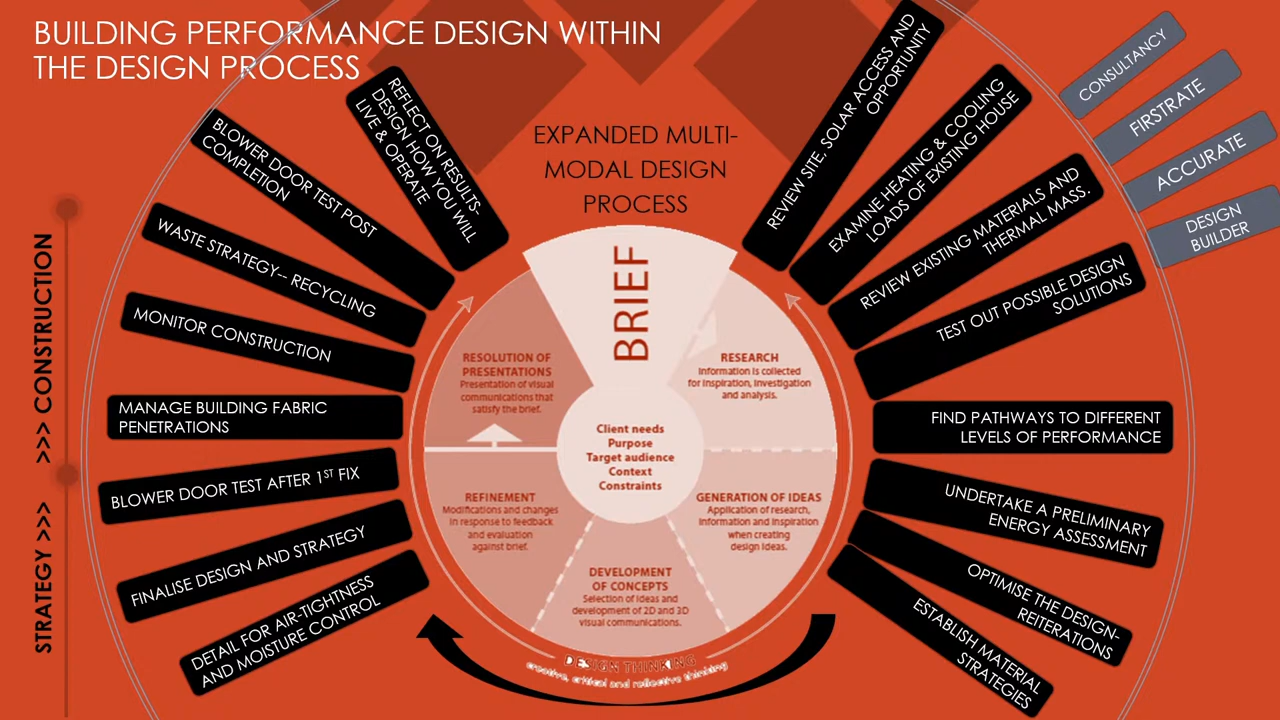 BUILDING PERFORMANCE DESIGN WITHIN
THE DESIGN PROCESS
EXPANDED MULTI-
MODAL DESIGN
PROCESS
BRIEF
REVIEW SITE, SOLAR ACCESS AND
OPPORTUNITY
EXAMINE HEATING & COOLING
LOADS OF EXISTING HOUSE
REVIEW EXISTING MATERIALS AND
THERMAL MASS.
TEST OUT POSSIBLE DESIGN
SOLUTIONS
CONSULTANCY
FIRSTRATE
ACCURATE
DESIGN
BUILDER
FIND PATHWAYS TO DIFFERENT
LEVELS OF PERFORMANCE
UNDERTAKE A PRELIMINARY
ENERGY ASSESSMENT
OPTIMISE THE DESIGN-
REITERATIONS
ESTABLISH MATERIAL
STRATEGIES
DETAIL FOR AIR-TIGHTNESS
AND MOISTURE CONTROL
FINALISE DESIGN AND STRATEGY
BLOWER DOOR TEST AFTER 1ST FIX
MANAGE BUILDING FABRIC
PENETRATIONS
MONITOR CONSTRUCTION
WASTE STRATEGY-- RECYCLING
BLOWER DOOR TEST POST
COMPLETION
REFLECT ON RESULTS-
DESIGN HOW YOU WILL
LIVE & OPERATE
STRATEGY >>> >>> CONSTRUCTION
RESEARCH
Information is collected
for inspiration, investigation
and analysis.
GENERATION OF IDEAS
Application of research,
information and inspiration
when creating
design ideas.
DEVELOPMENT
OF CONCEPTS
Selection of ideas and
development of 2D and 3D
visual communications.
REFINEMENT
Modifications and changes
in response to feedback
and evaluation
against brief.
RESOLUTION OF
PRESENTATIONS
Presentation of visual
communications that
satisfy the brief.
Client needs
Purpose
Target audience
Context
Constraints
DESIGN THINKING
creative, critical and reflective thinking